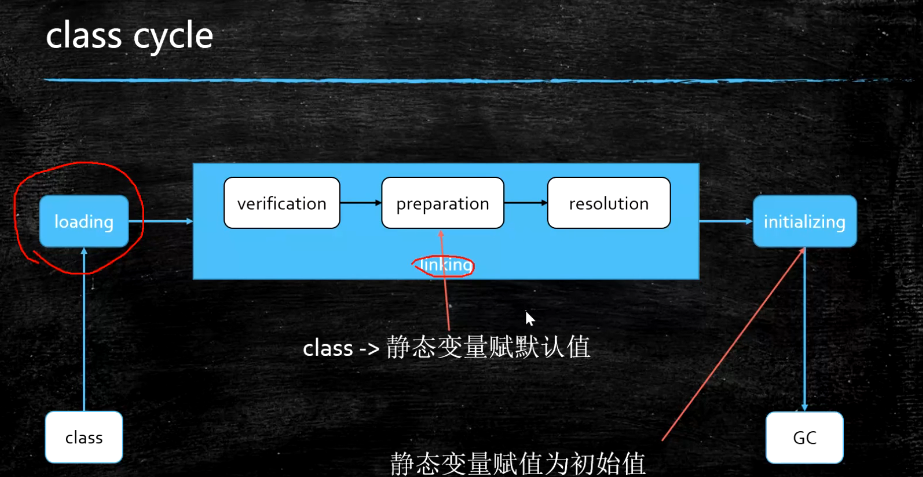 class cycle
loading
verification
preparation
resolution
initializing
linking
class -> 静态变量赋默认值
class
GC
静态变量赋值为初始值